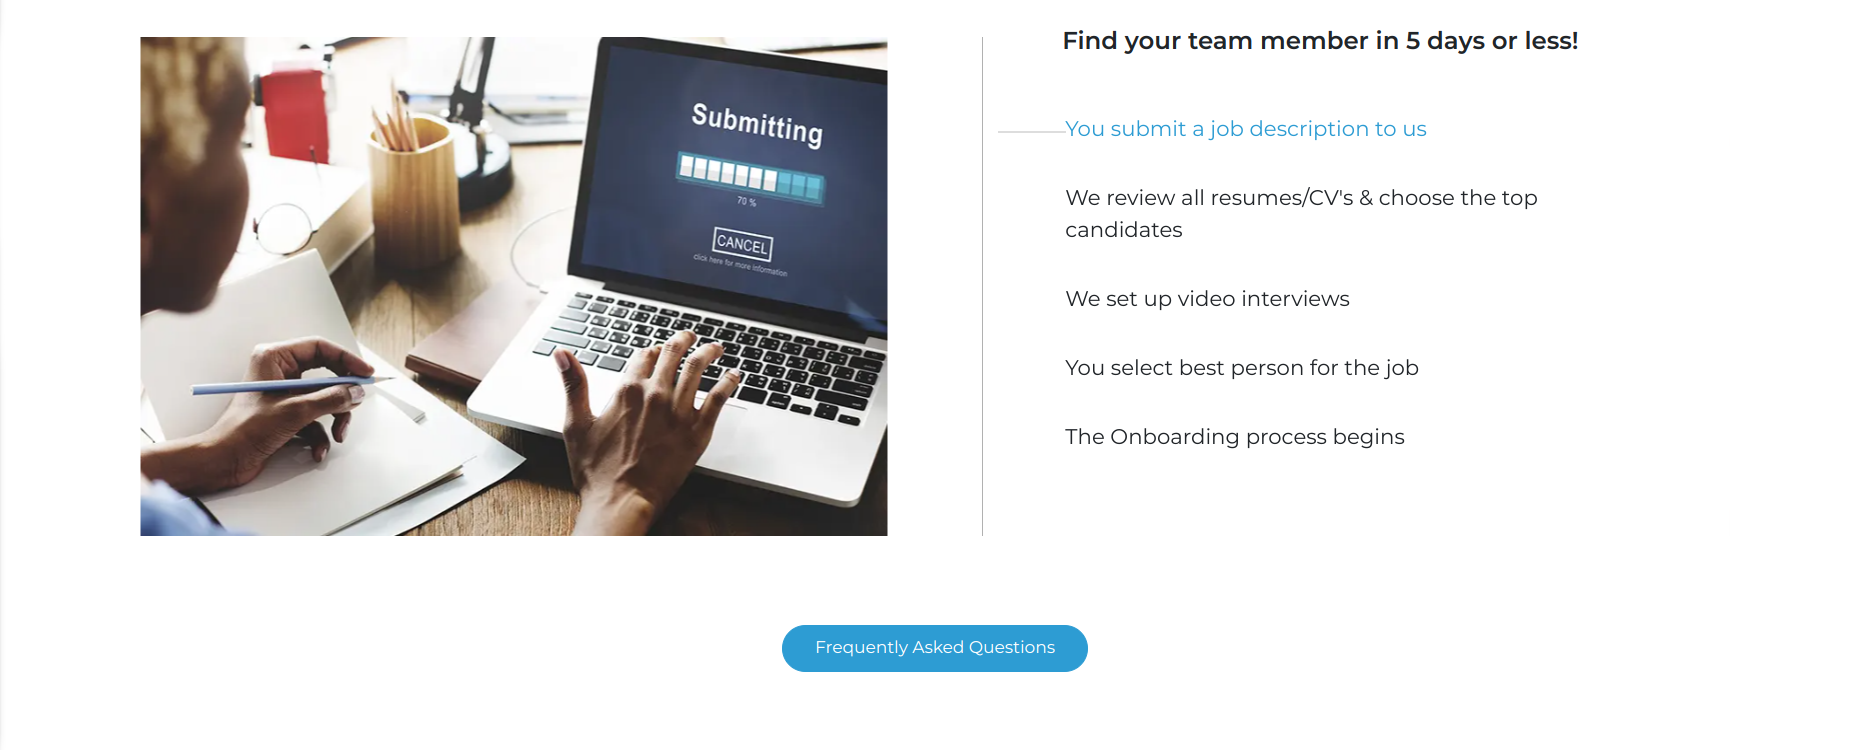 Submitting
70 %
CANCEL
click here for more information
Find your team member in 5 days or less!
You submit a job description to us
We review all resumes/CV's & choose the top
candidates
We set up video interviews
You select best person for the job
The Onboarding process begins
Frequently Asked Questions